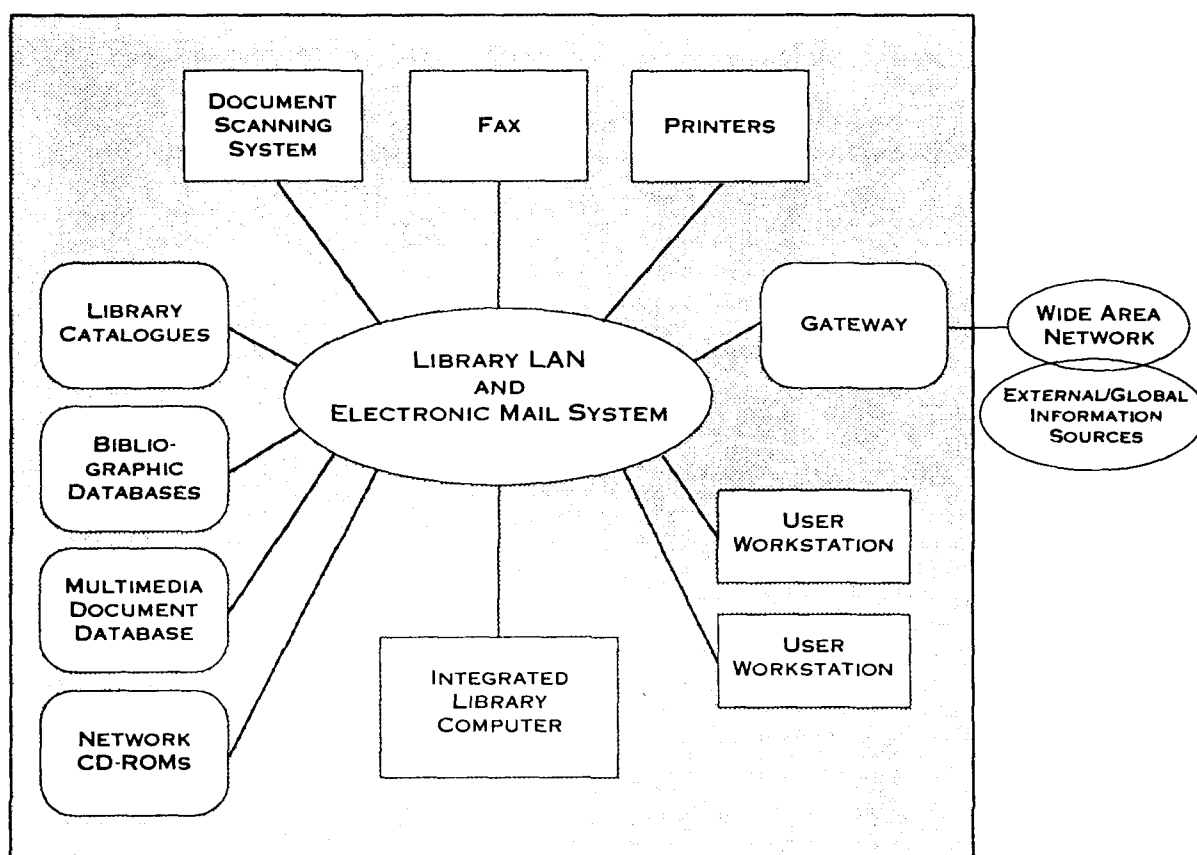 DOCUMENT
SCANNING
SYSTEM
FAX
PRINTERS
LIBRARY
CATALOGUES
GATEWAY
WIDE AREA
NETWORK
LIBRARY LAN
AND
ELECTRONIC MAIL SYSTEM
EXTERNAL/GLOBAL
INFORMATION
SOURCES
BIBLIO-
GRAPHIC
DATABASES
USER
WORKSTATION
MULTIMEDIA
DOCUMENT
DATABASE
USER
WORKSTATION
INTEGRATED
LIBRARY
COMPUTER
NETWORK
CD-ROMS